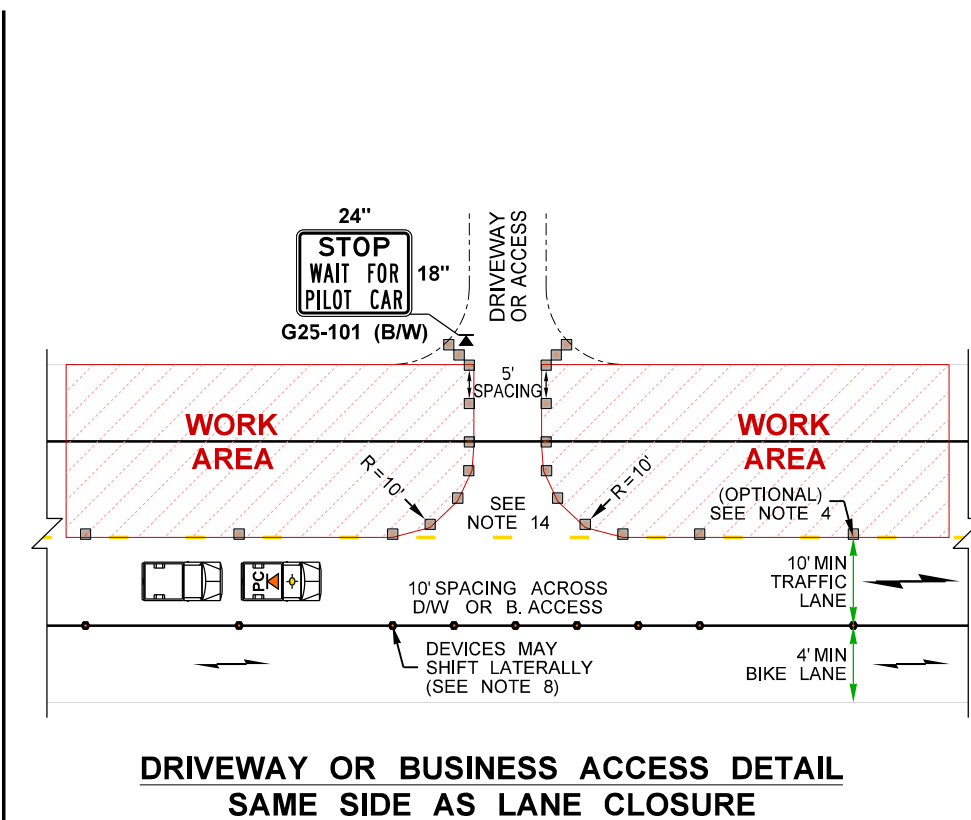 24"
STOP
WAIT FOR
PILOT CAR
18"
G25-101 (B/W)
DRIVEWAY
OR ACCESS
5'
SPACING
WORK
AREA
WORK
AREA
R=10'
R=10'
SEE
NOTE 14
(OPTIONAL)
SEE NOTE 4
PC
10' SPACING ACROSS
D/W OR B. ACCESS
10' MIN
TRAFFIC
LANE
DEVICES MAY
SHIFT LATERALLY
(SEE NOTE 8)
4' MIN
BIKE LANE
DRIVEWAY OR BUSINESS ACCESS DETAIL
SAME SIDE AS LANE CLOSURE